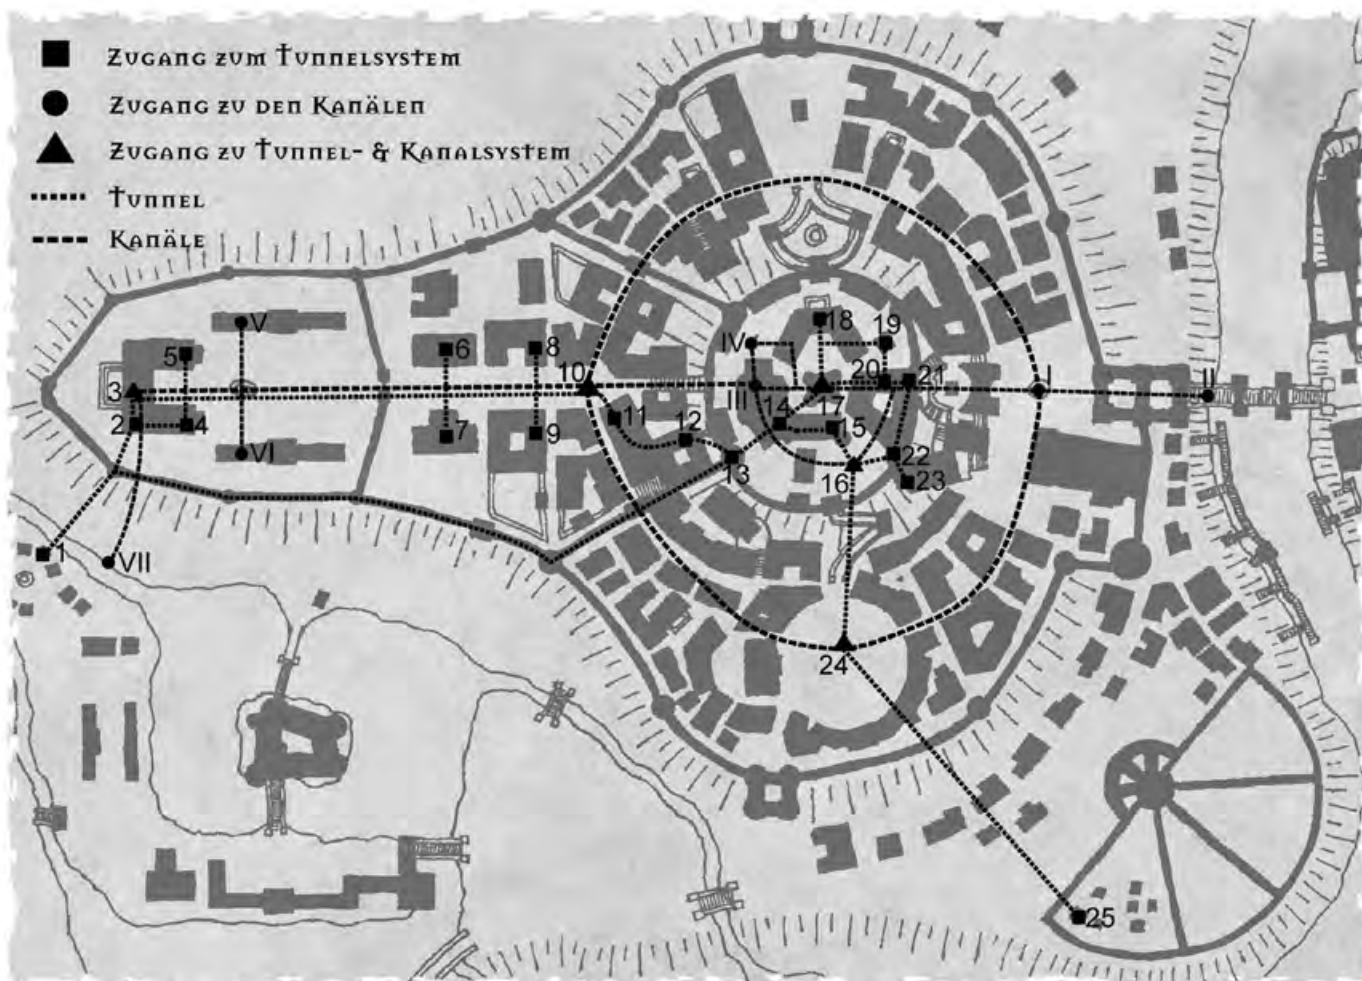 Zugang zum Tunnelsystem
Zugang zu den Kanälen
Zugang zu Tunnel- & Kanalsystem
Tunnel
Kanäle
18
V
IV
19
5
6
8
3
10
20
21
I
II
III
14
17
2
4
11
12
15
7
9
VI
13
22
16
23
1
VII
24
25